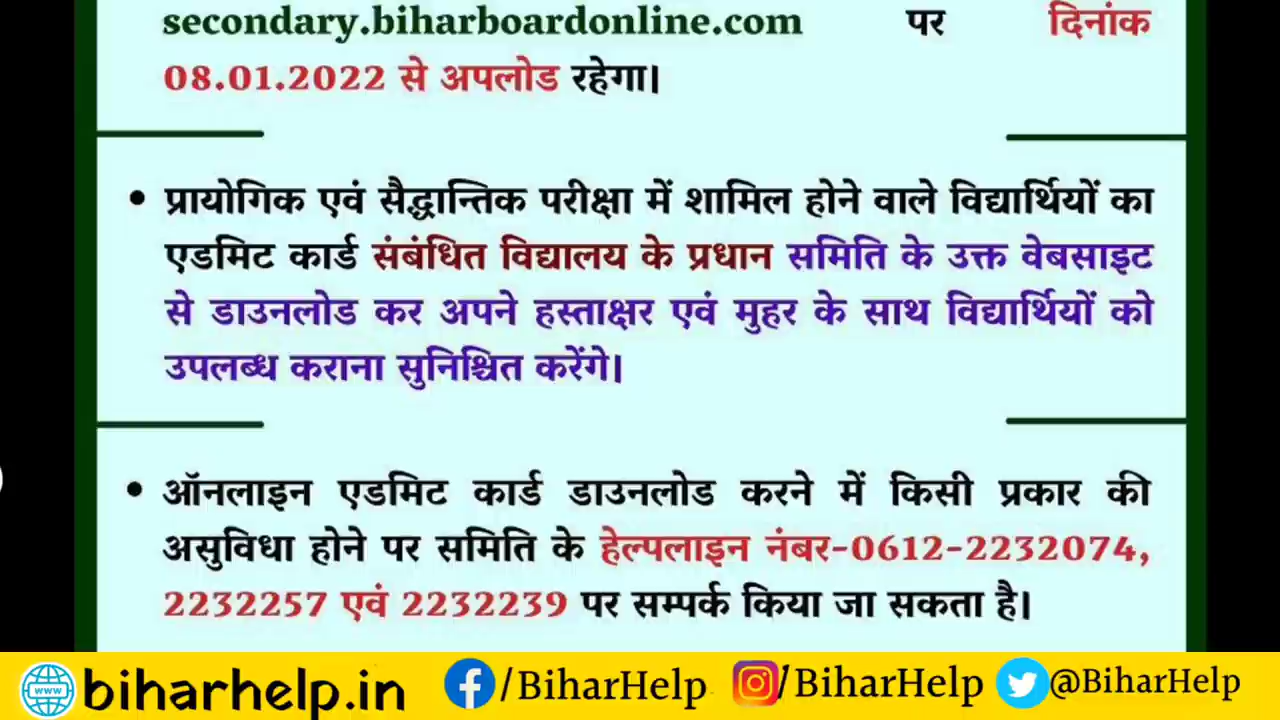 secondary.biharboardonline.com पर दिनांक
08.01.2022 से अपलोड रहेगा।
• प्रायोगिक एवं सैद्धान्तिक परीक्षा में शामिल होने वाले विद्यार्थियों का
एडमिट कार्ड संबंधित विद्यालय के प्रधान समिति के उक्त वेबसाइट
से डाउनलोड कर अपने हस्ताक्षर एवं मुहर के साथ विद्यार्थियों को
उपलब्ध कराना सुनिश्चित करेंगे।
• ऑनलाइन एडमिट कार्ड डाउनलोड करने में किसी प्रकार की
असुविधा होने पर समिति के हेल्पलाइन नंबर-0612-2232074,
2232257 एवं 2232239 पर सम्पर्क किया जा सकता है।
www biharhelp.in /BiharHelp /BiharHelp @BiharHelp